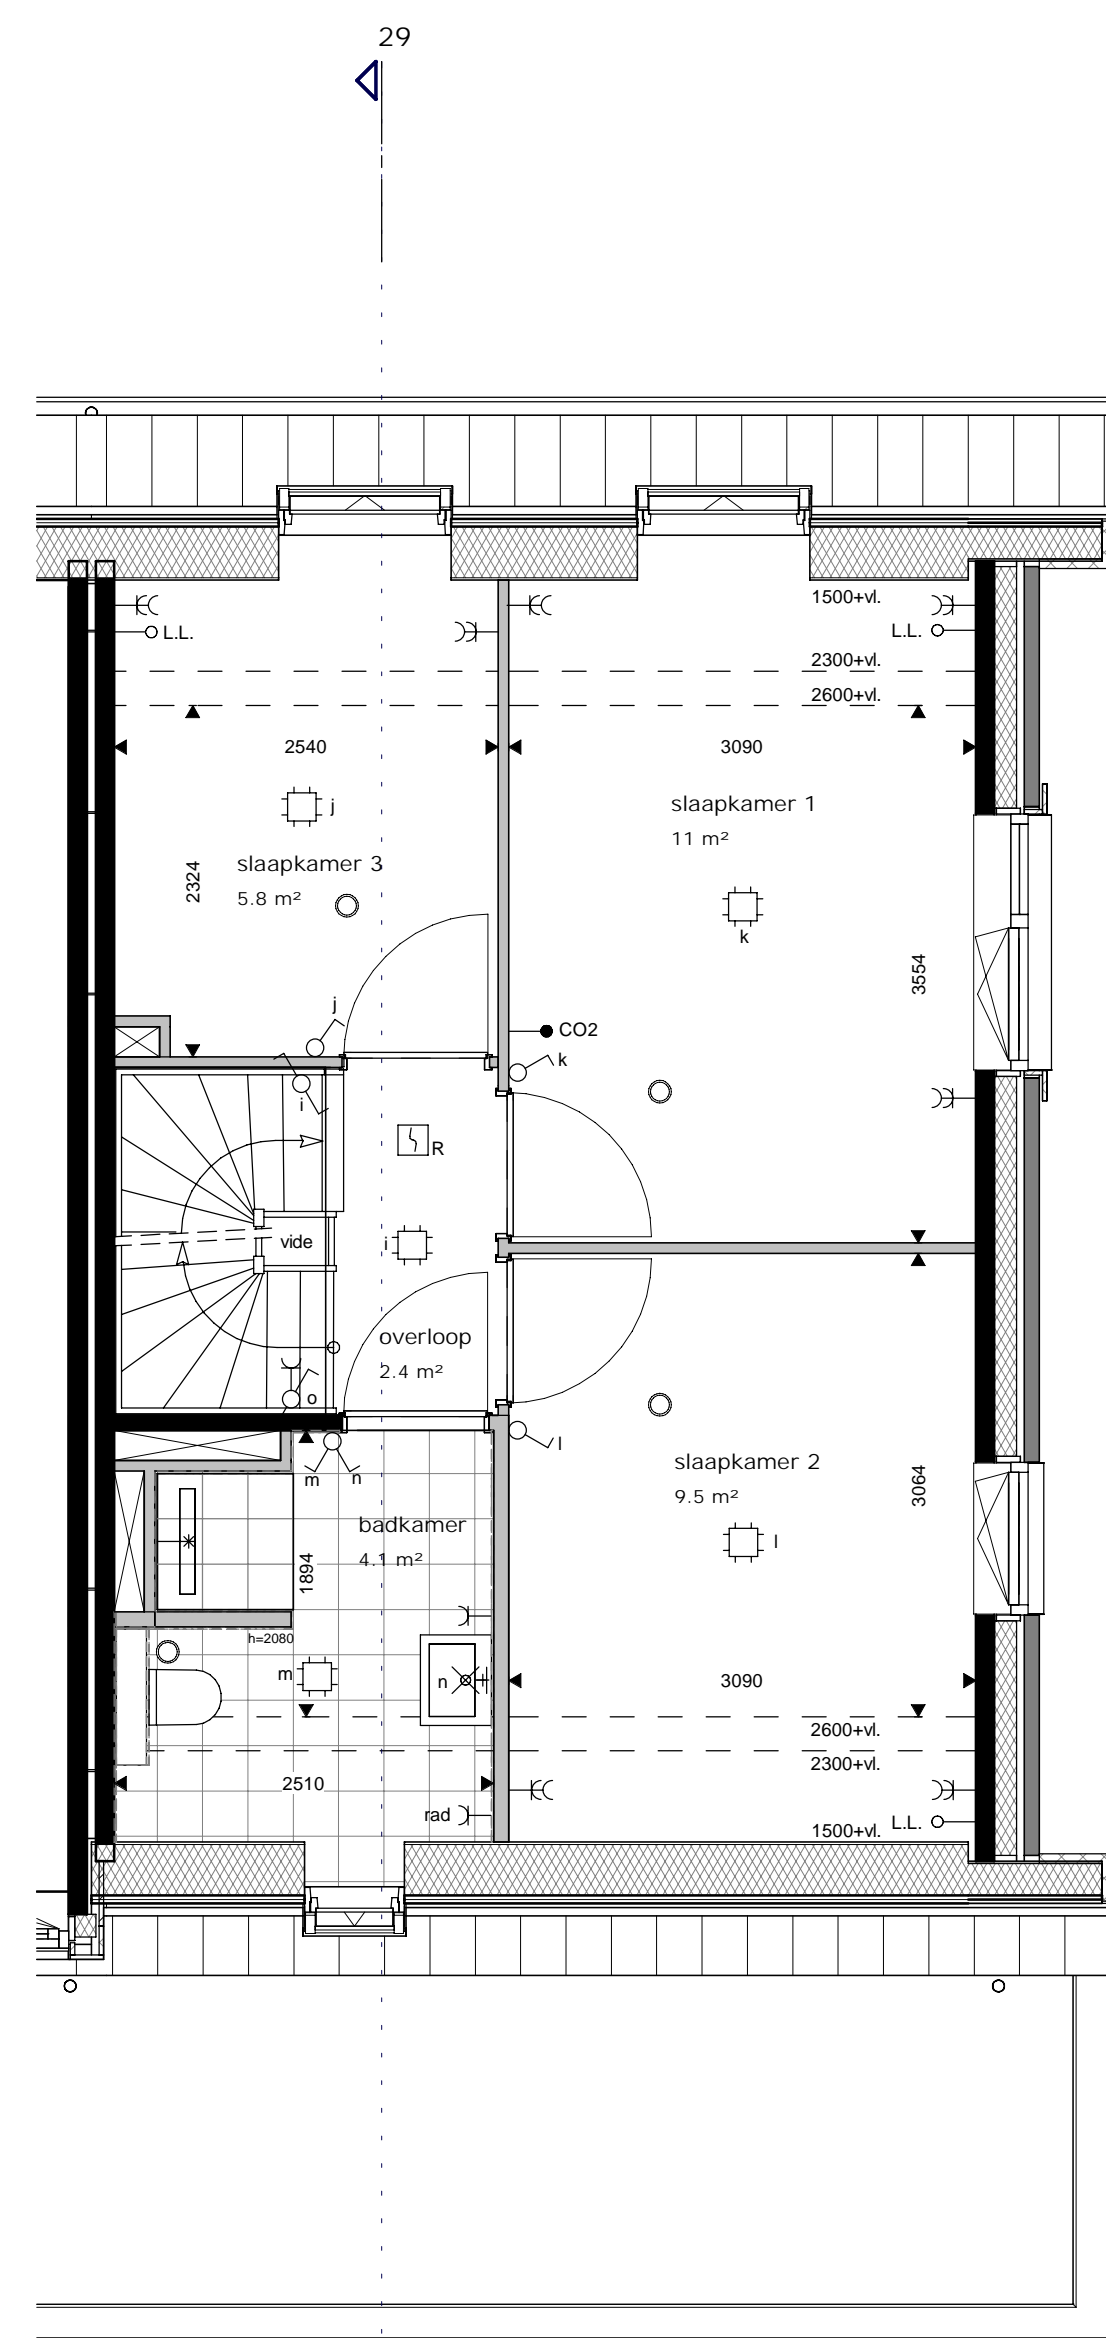 29
1500+vl.
L.L.
L.L.
2300+vl.
2600+vl.
2540
3090
j
slaapkamer 1
11 m²
slaapkamer 3
5.8 m²
2324
k
3554
j
CO2
k
i
R
vide
i
overloop
2.4 m²
o
l
m
n
slaapkamer 2
9.5 m²
3064
badkamer
4.1 m²
1894
l
h=2080
m
n
3090
2600+vl.
2300+vl.
2510
rad
1500+vl.
L.L.